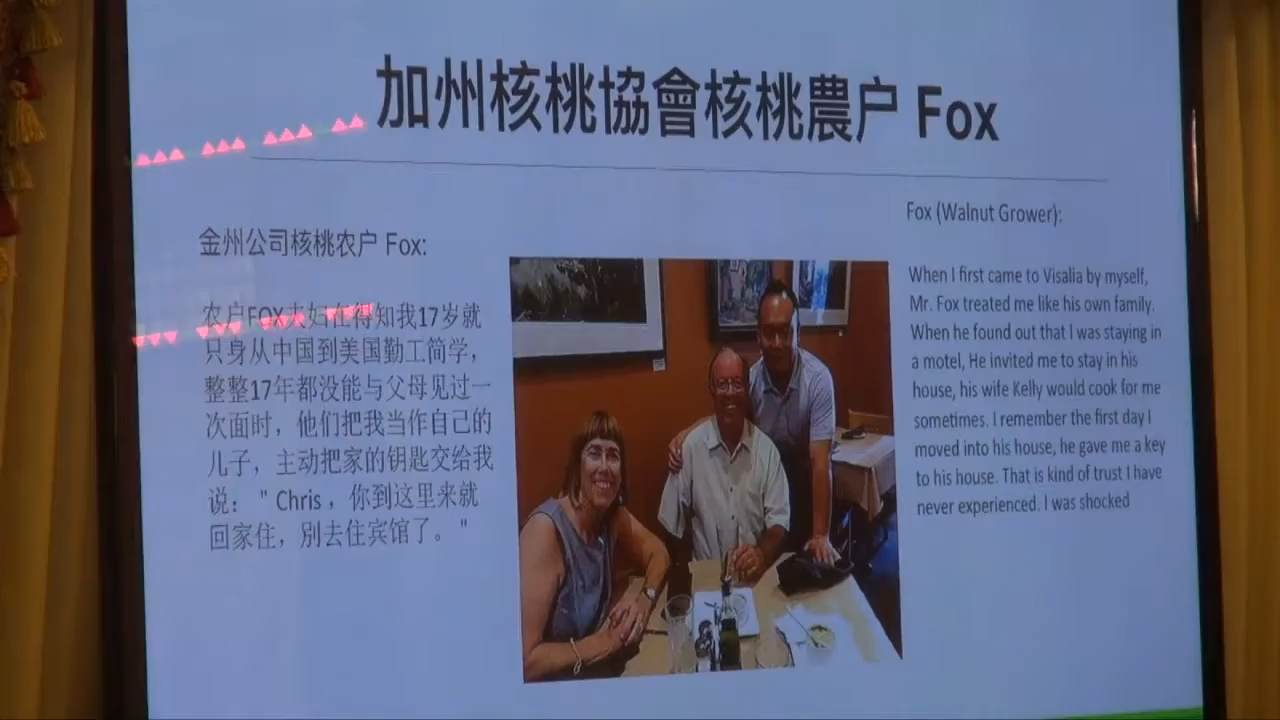 加州核桃協會核桃農户 Fox
金州公司核桃农户 Fox:
农户FOX夫妇在得知我17岁就
只身从中国到美国勤工简学，
整整17年都没能与父母见过一
次面时，他们把我当作自己的
儿子，主动把家的钥匙交给我
说："Chris，你到这里来就
回家住，别去住宾馆了。"
Fox (Walnut Grower):
When I first came to Visalia by myself,
Mr. Fox treated me like his own family.
When he found out that I was staying in
a motel, He invited me to stay in his
house, his wife Kelly would cook for me
sometimes. I remember the first day I
moved into his house, he gave me a key
to his house. That is kind of trust I have
never experienced. I was shocked